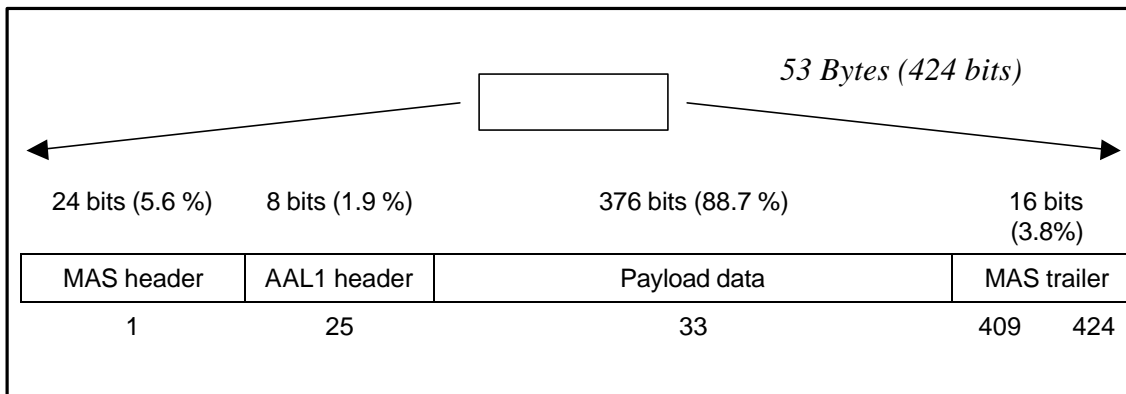 53 Bytes (424 bits)
24 bits (5.6 %) 8 bits (1.9 %) 376 bits (88.7 %) 16 bits
(3.8%)
MAS header AAL1 header Payload data MAS trailer
1 25 33 409 424